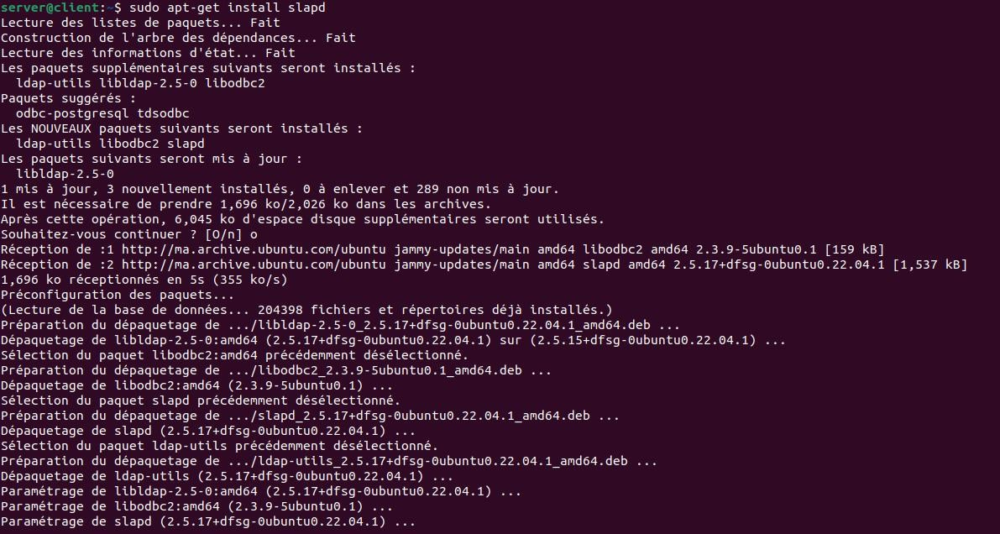 server@client:~$ sudo apt-get install slapd
Lecture des listes de paquets... Fait
Construction de l'arbre des dépendances... Fait
Lecture des informations d'état... Fait
Les paquets supplémentaires suivants seront installés :
  ldap-utils libldap-2.5-0 libodbc2
Paquets suggérés :
  odbc-postgresql tdsodbc
Les NOUVEAUX paquets suivants seront installés :
  ldap-utils libodbc2 slapd
Les paquets suivants seront mis à jour :
  libldap-2.5-0
1 mis à jour, 3 nouvellement installés, 0 à enlever et 289 non mis à jour.
Il est nécessaire de prendre 1,696 ko/2,026 ko dans les archives.
Après cette opération, 6,045 ko d'espace disque supplémentaires seront utilisés.
Souhaitez-vous continuer ? [O/n] o
Réception de :1 http://ma.archive.ubuntu.com/ubuntu jammy-updates/main amd64 libodbc2 amd64 2.3.9-5ubuntu0.1 [159 kB]
Réception de :2 http://ma.archive.ubuntu.com/ubuntu jammy-updates/main amd64 slapd amd64 2.5.17+dfsg-0ubuntu0.22.04.1 [1,537 kB]
1,696 ko réceptionnés en 5s (355 ko/s)
Préconfiguration des paquets...
(Lecture de la base de données... 204398 fichiers et répertoires déjà installés.)
Préparation du dépaquetage de .../libldap-2.5-0_2.5.17+dfsg-0ubuntu0.22.04.1_amd64.deb ...
Dépaquetage de libldap-2.5-0:amd64 (2.5.17+dfsg-0ubuntu0.22.04.1) sur (2.5.15+dfsg-0ubuntu0.22.04.1) ...
Sélection du paquet libodbc2:amd64 précédemment désélectionné.
Préparation du dépaquetage de .../libodbc2_2.3.9-5ubuntu0.1_amd64.deb ...
Dépaquetage de libodbc2:amd64 (2.3.9-5ubuntu0.1) ...
Sélection du paquet slapd précédemment désélectionné.
Préparation du dépaquetage de .../slapd_2.5.17+dfsg-0ubuntu0.22.04.1_amd64.deb ...
Dépaquetage de slapd (2.5.17+dfsg-0ubuntu0.22.04.1) ...
Sélection du paquet ldap-utils précédemment désélectionné.
Préparation du dépaquetage de .../ldap-utils_2.5.17+dfsg-0ubuntu0.22.04.1_amd64.deb ...
Dépaquetage de ldap-utils (2.5.17+dfsg-0ubuntu0.22.04.1) ...
Paramétrage de libldap-2.5-0:amd64 (2.5.17+dfsg-0ubuntu0.22.04.1) ...
Paramétrage de libodbc2:amd64 (2.3.9-5ubuntu0.1) ...
Paramétrage de slapd (2.5.17+dfsg-0ubuntu0.22.04.1) ...